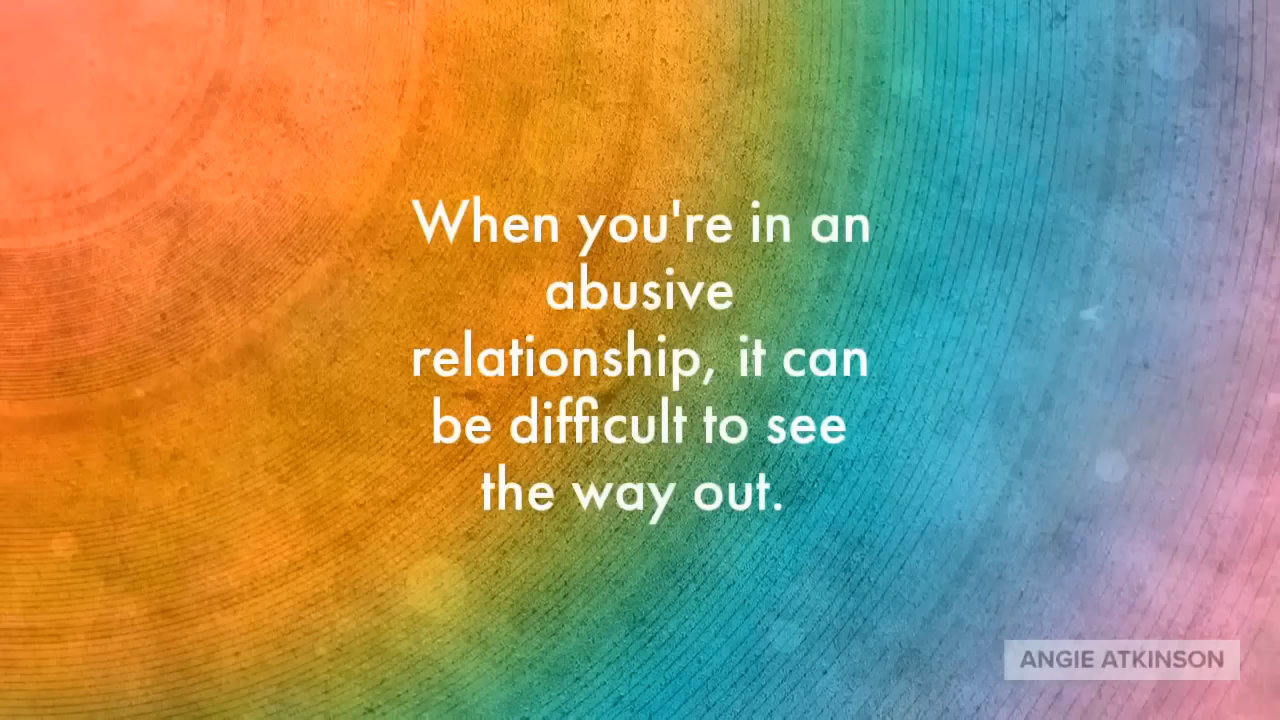 When you're in an
abusive
relationship, it can
be difficult to see
the way out.
ANGIE ATKINSON